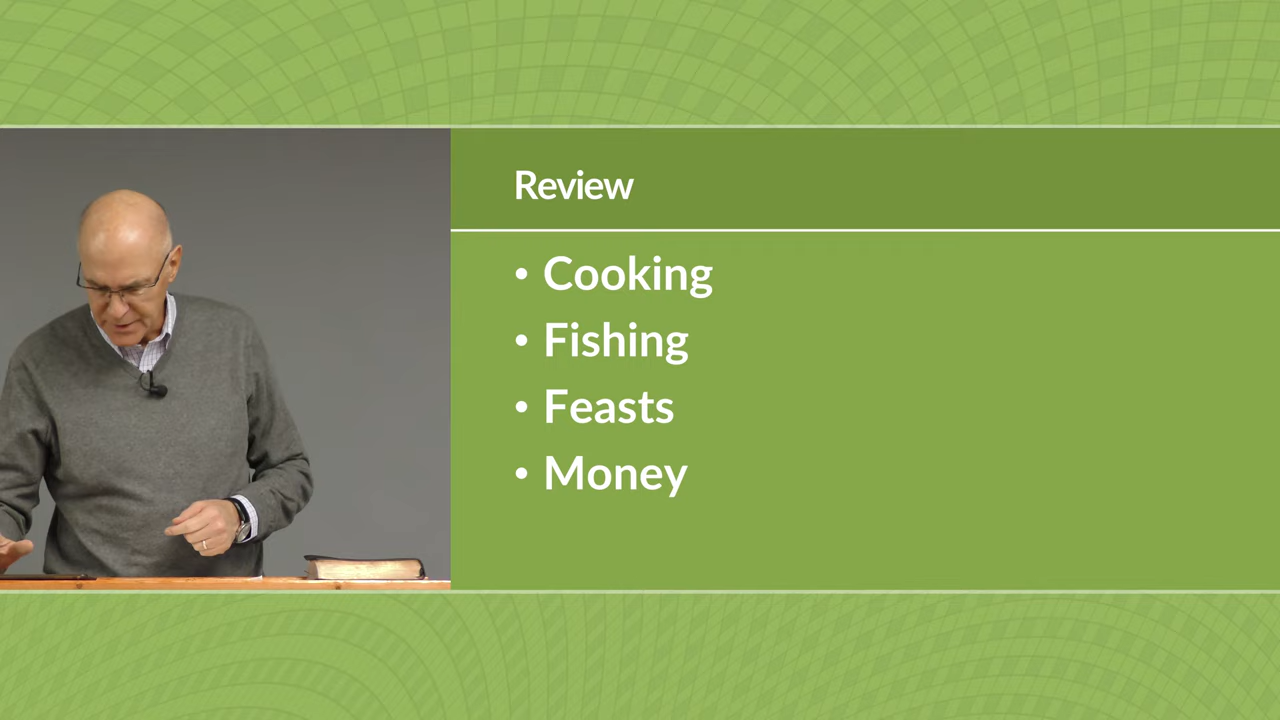 Review
• Cooking
• Fishing
• Feasts
• Money